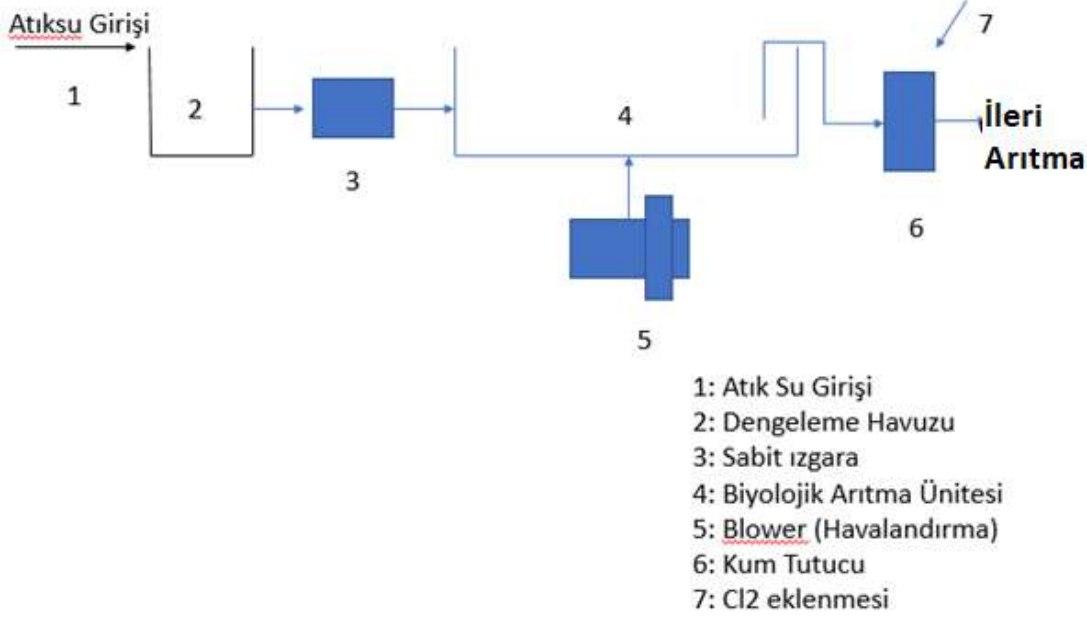 Atıksu Girişi
1
2
3
4
5
6
7
İleri
Arıtma
1: Atık Su Girişi
2: Dengeleme Havuzu
3: Sabit ızgara
4: Biyolojik Arıtma Ünitesi
5: Blower (Havalandırma)
6: Kum Tutucu
7: Cl2 eklenmesi